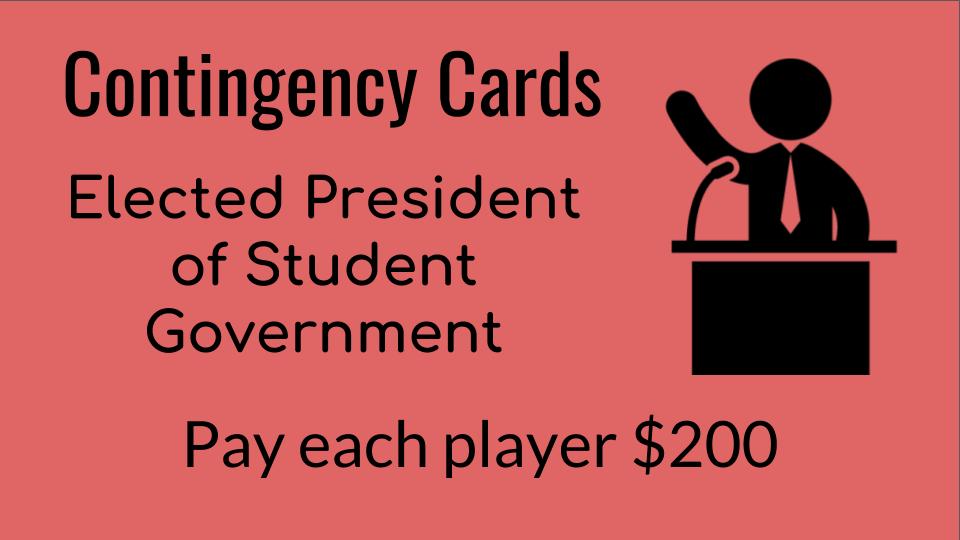 Contingency Cards
Elected President
of Student
Government
Pay each player $200